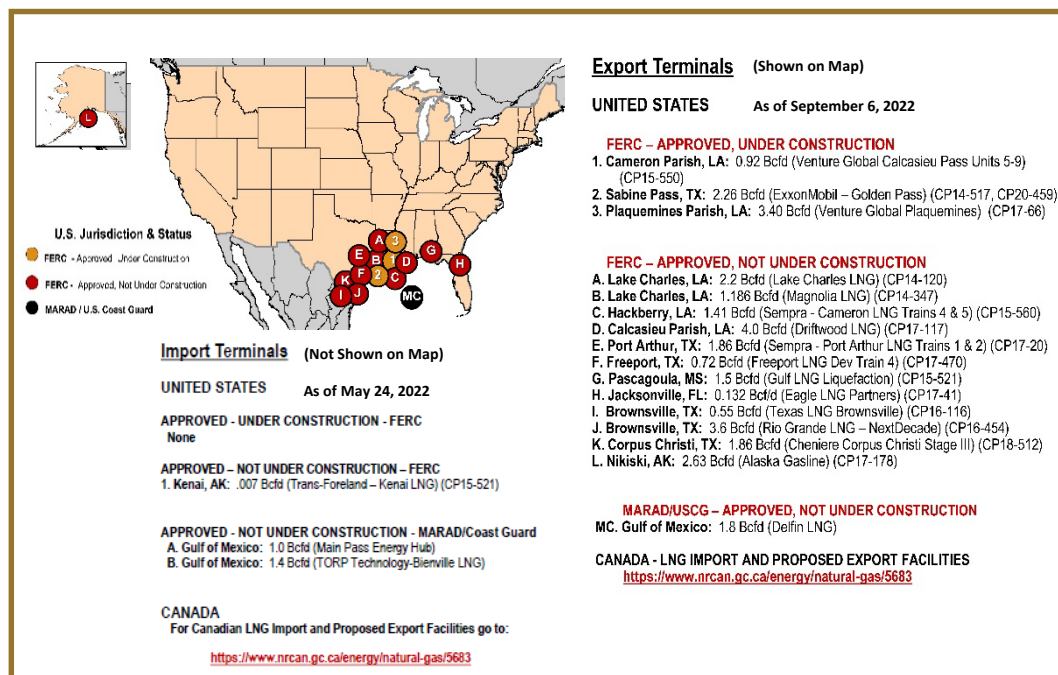 L
A
3
E
B
1
D
G
H
F
2
C
K
I
J
MC
U.S. Jurisdiction & Status
FERC - Approved Under Construction
FERC - Approved, Not Under Construction
MARAD / U.S. Coast Guard
Import Terminals (Not Shown on Map)
UNITED STATES As of May 24, 2022
APPROVED - UNDER CONSTRUCTION - FERC
None
APPROVED – NOT UNDER CONSTRUCTION – FERC
1. Kenai, AK: .007 Bcfd (Trans-Foreland – Kenai LNG) (CP15-521)
APPROVED - NOT UNDER CONSTRUCTION - MARAD/Coast Guard
A. Gulf of Mexico: 1.0 Bcfd (Main Pass Energy Hub)
B. Gulf of Mexico: 1.4 Bcfd (TORP Technology-Bienville LNG)
CANADA
For Canadian LNG Import and Proposed Export Facilities go to:
https://www.nrcan.gc.ca/energy/natural-gas/5683
Export Terminals (Shown on Map)
UNITED STATES As of September 6, 2022
FERC – APPROVED, UNDER CONSTRUCTION
1. Cameron Parish, LA: 0.92 Bcfd (Venture Global Calcasieu Pass Units 5-9)
(CP15-550)
2. Sabine Pass, TX: 2.26 Bcfd (ExxonMobil – Golden Pass) (CP14-517, CP20-459)
3. Plaquemines Parish, LA: 3.40 Bcfd (Venture Global Plaquemines) (CP17-66)
FERC – APPROVED, NOT UNDER CONSTRUCTION
A. Lake Charles, LA: 2.2 Bcfd (Lake Charles LNG) (CP14-120)
B. Lake Charles, LA: 1.186 Bcfd (Magnolia LNG) (CP14-347)
C. Hackberry, LA: 1.41 Bcfd (Sempra - Cameron LNG Trains 4 & 5) (CP15-560)
D. Calcasieu Parish, LA: 4.0 Bcfd (Driftwood LNG) (CP17-117)
E. Port Arthur, TX: 1.86 Bcfd (Sempra - Port Arthur LNG Trains 1 & 2) (CP17-20)
F. Freeport, TX: 0.72 Bcfd (Freeport LNG Dev Train 4) (CP17-470)
G. Pascagoula, MS: 1.5 Bcfd (Gulf LNG Liquefaction) (CP15-521)
H. Jacksonville, FL: 0.132 Bcf/d (Eagle LNG Partners) (CP17-41)
I. Brownsville, TX: 0.55 Bcfd (Texas LNG Brownsville) (CP16-116)
J. Brownsville, TX: 3.6 Bcfd (Rio Grande LNG – NextDecade) (CP16-454)
K. Corpus Christi, TX: 1.86 Bcfd (Cheniere Corpus Christi Stage III) (CP18-512)
L. Nikiski, AK: 2.63 Bcfd (Alaska Gasline) (CP17-178)
MARAD/USCG – APPROVED, NOT UNDER CONSTRUCTION
MC. Gulf of Mexico: 1.8 Bcfd (Delfin LNG)
CANADA - LNG IMPORT AND PROPOSED EXPORT FACILITIES
https://www.nrcan.gc.ca/energy/natural-gas/5683